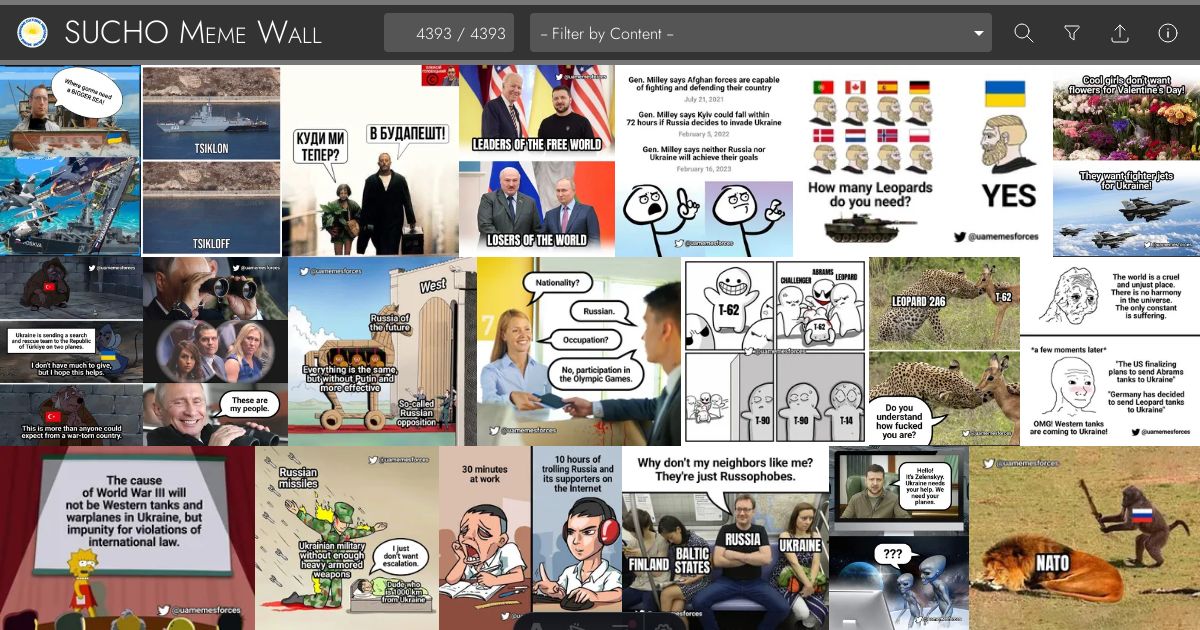 SUCHO Meme Wall
4393 / 4393
– Filter by Content –
Where gonna need
a BIGGER SEA!
TSIKLON
TSIKLOFF
КУДИ МИ
ТЕПЕР?
В БУДАПЕШТ!
@uamemesforces
LEADERS OF THE FREE WORLD
LOSERS OF THE WORLD
Gen. Milley says Afghan forces are capable
of fighting and defending their country
July 21, 2021
Gen. Milley says Kyiv could fall within
72 hours if Russia decides to invade Ukraine
February 5, 2022
Gen. Milley says neither Russia nor
Ukraine will achieve their goals
February 16, 2023
@uamemesforces
How many Leopards
do you need?
YES
@uamemesforces
Cool girls don't want
flowers for Valentine's Day!
They want fighter jets
for Ukraine!
@uamemesforces
@uamemesforces
Ukraine is sending a search
and rescue team to the Republic
of Türkiye on two planes.
I don't have much to give,
but I hope this helps.
This is more than anyone could
expect from a war-torn country.
@uamemesforces
These are
my people.
@uamemesforces
West
Russia of
the future
Everything is the same,
but without Putin and
more effective
So-called
Russian
opposition
Nationality?
Russian.
Occupation?
No, participation in
the Olympic Games.
@uamemesforces
T-62
CHALLENGER
ABRAMS
LEOPARD
T-62
@uamemesforces
T-90
T-90
T-14
LEOPARD 2A6
T-62
Do you
understand
how fucked
you are?
@uamemesforces
The world is a cruel
and unjust place.
There is no harmony
in the universe.
The only constant
is suffering.
*a few moments later*
"The US finalizing
plans to send Abrams
tanks to Ukraine"
"Germany has decided
to send Leopard tanks
to Ukraine"
OMG! Western tanks
are coming to Ukraine!
@uamemesforces
The cause
of World War III will
not be Western tanks and
warplanes in Ukraine, but
impunity for violations of
international law.
@uamemesforces
@uamemesforces
Russian
missiles
Ukrainian military
without enough
heavy armored
weapons
I just
don't want
escalation.
Dude who
is 1000 km
from Ukraine
30 minutes
at work
10 hours of
trolling Russia and
its supporters on
the Internet
Why don't my neighbors like me?
They're just Russophobes.
FINLAND
BALTIC
STATES
RUSSIA
UKRAINE
Hello!
It's Zelenskyy.
Ukraine needs
your help. We
need your
planes.
???
@uamemesforces
@uamemesforces
NATO